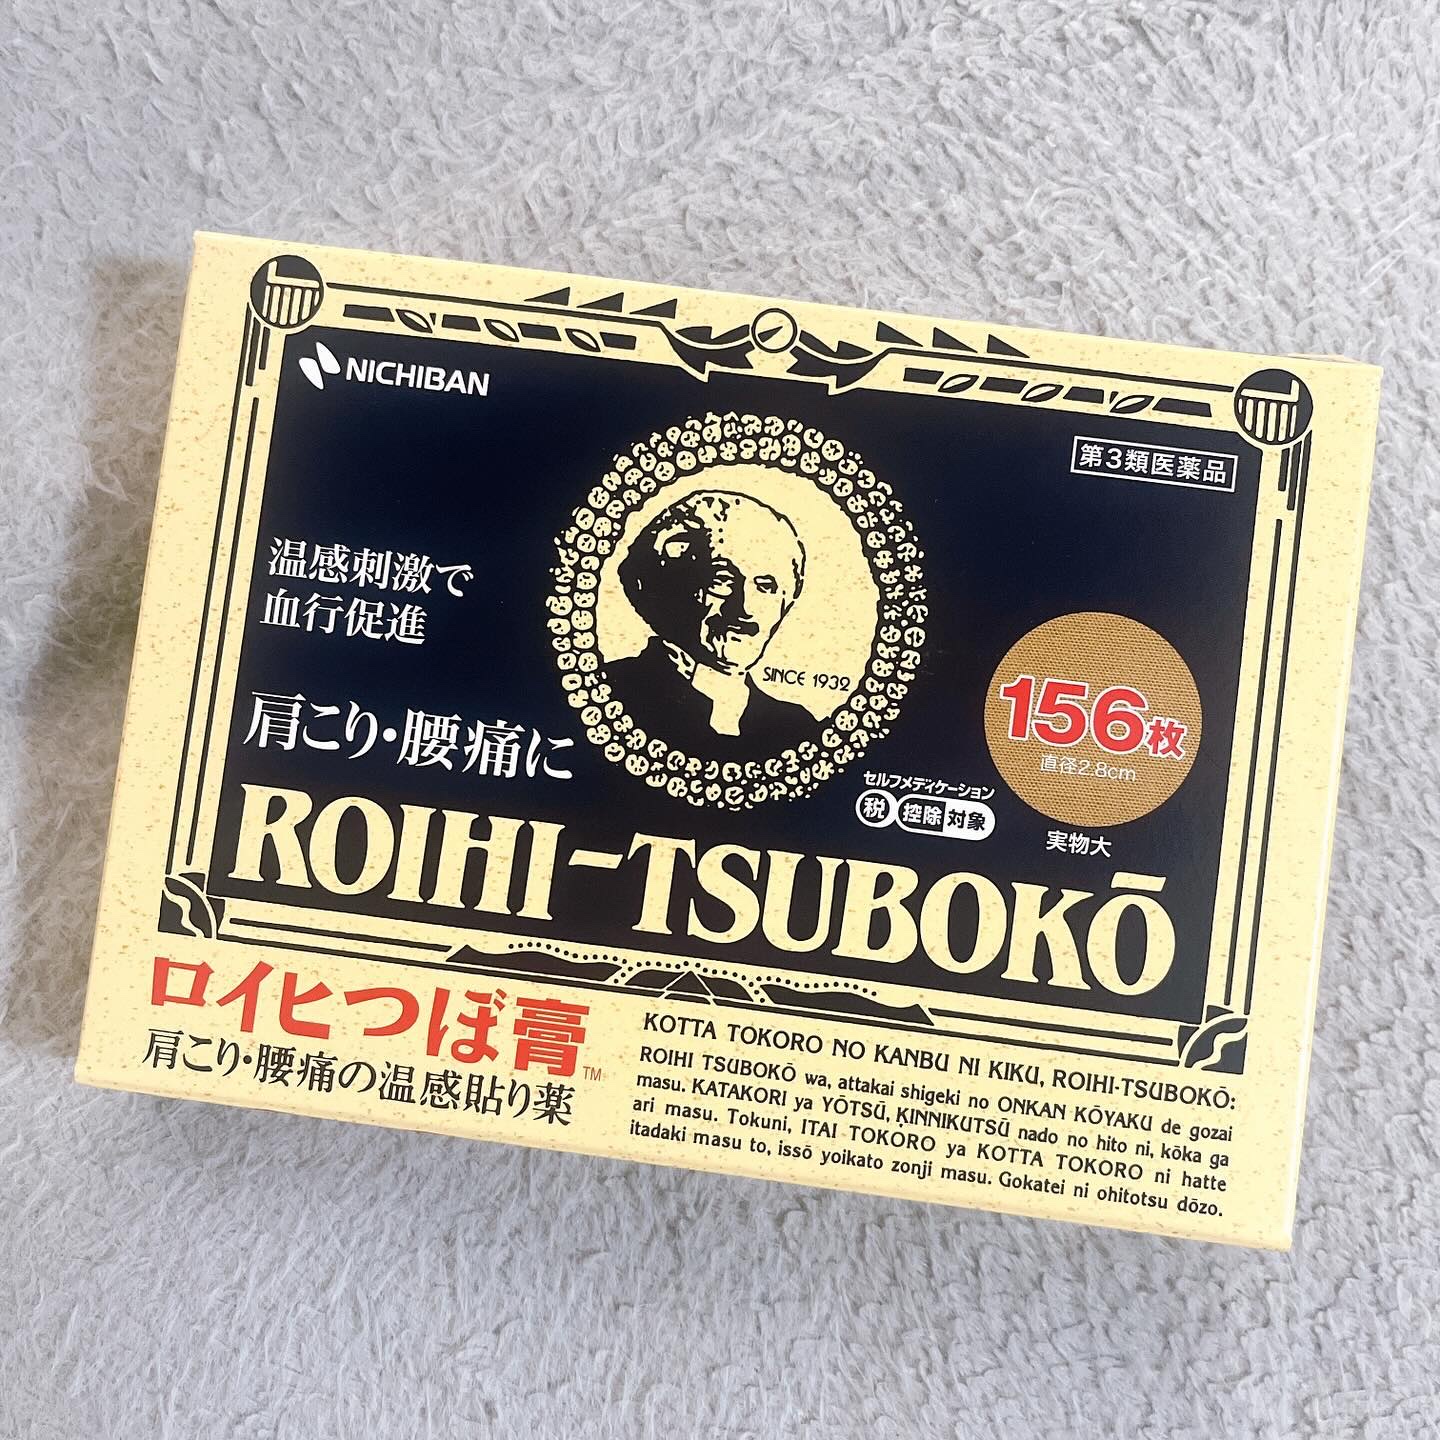 NICHIBAN
第3類医薬品
温感刺激で
血行促進
SINCE 1932
肩こり・腰痛に
156枚
直径2.8cm
実物大
セルフメディケーション
税 控除 対象
ROIHI-TSUBOKŌ
ロイヒつぼ膏™
肩こり・腰痛の温感貼り薬
KOTTA TOKORO NO KANBU NI KIKU, ROIHI-TSUBOKŌ:
ROIHI TSUBOKŌ wa, attakai shigeki no ONKAN KŌYAKU de gozai
masu. KATAKORI ya YŌTSŪ, KINNIKUTSŪ nado no hito ni, kōka ga
ari masu. Tokuni, ITAI TOKORO ya KOTTA TOKORO ni hatte
itadaki masu to, issō yoikato zonji masu. Gokatei ni ohitotsu dōzo.